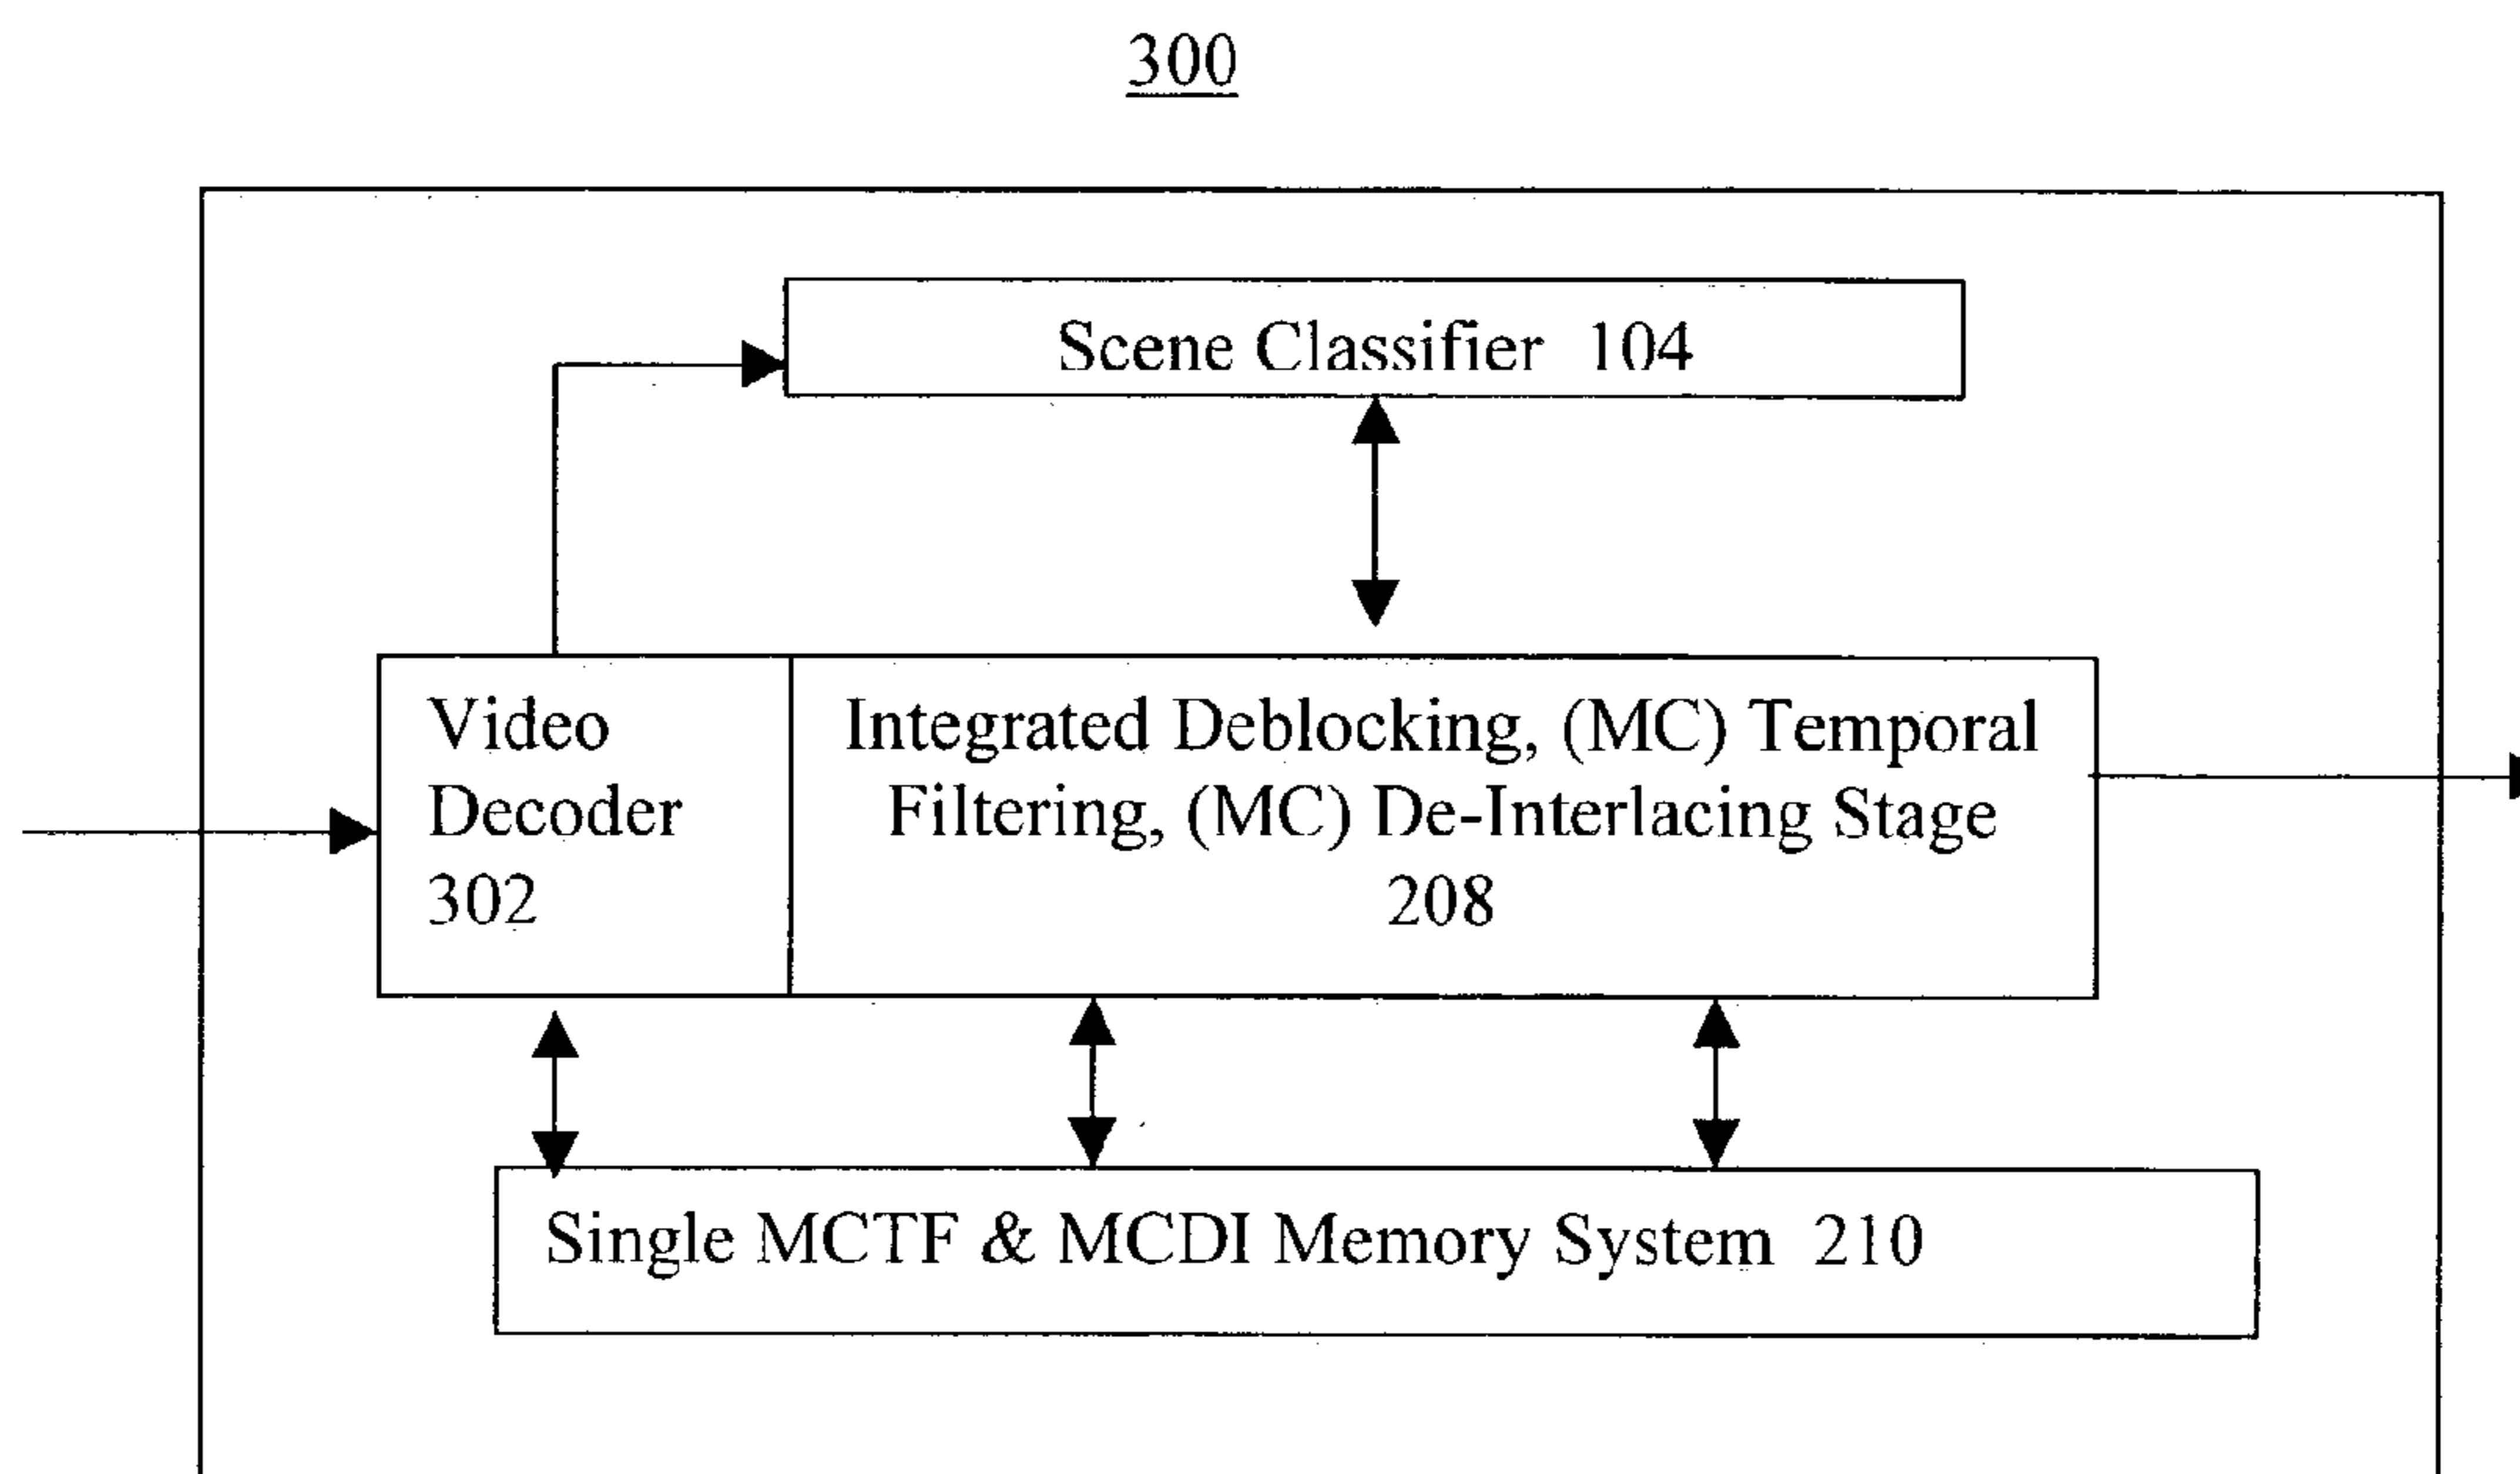 300
Scene Classifier 104
Video
Decoder
302
Integrated Deblocking, (MC) Temporal
Filtering, (MC) De-Interlacing Stage
208
Single MCTF & MCDI Memory System 210